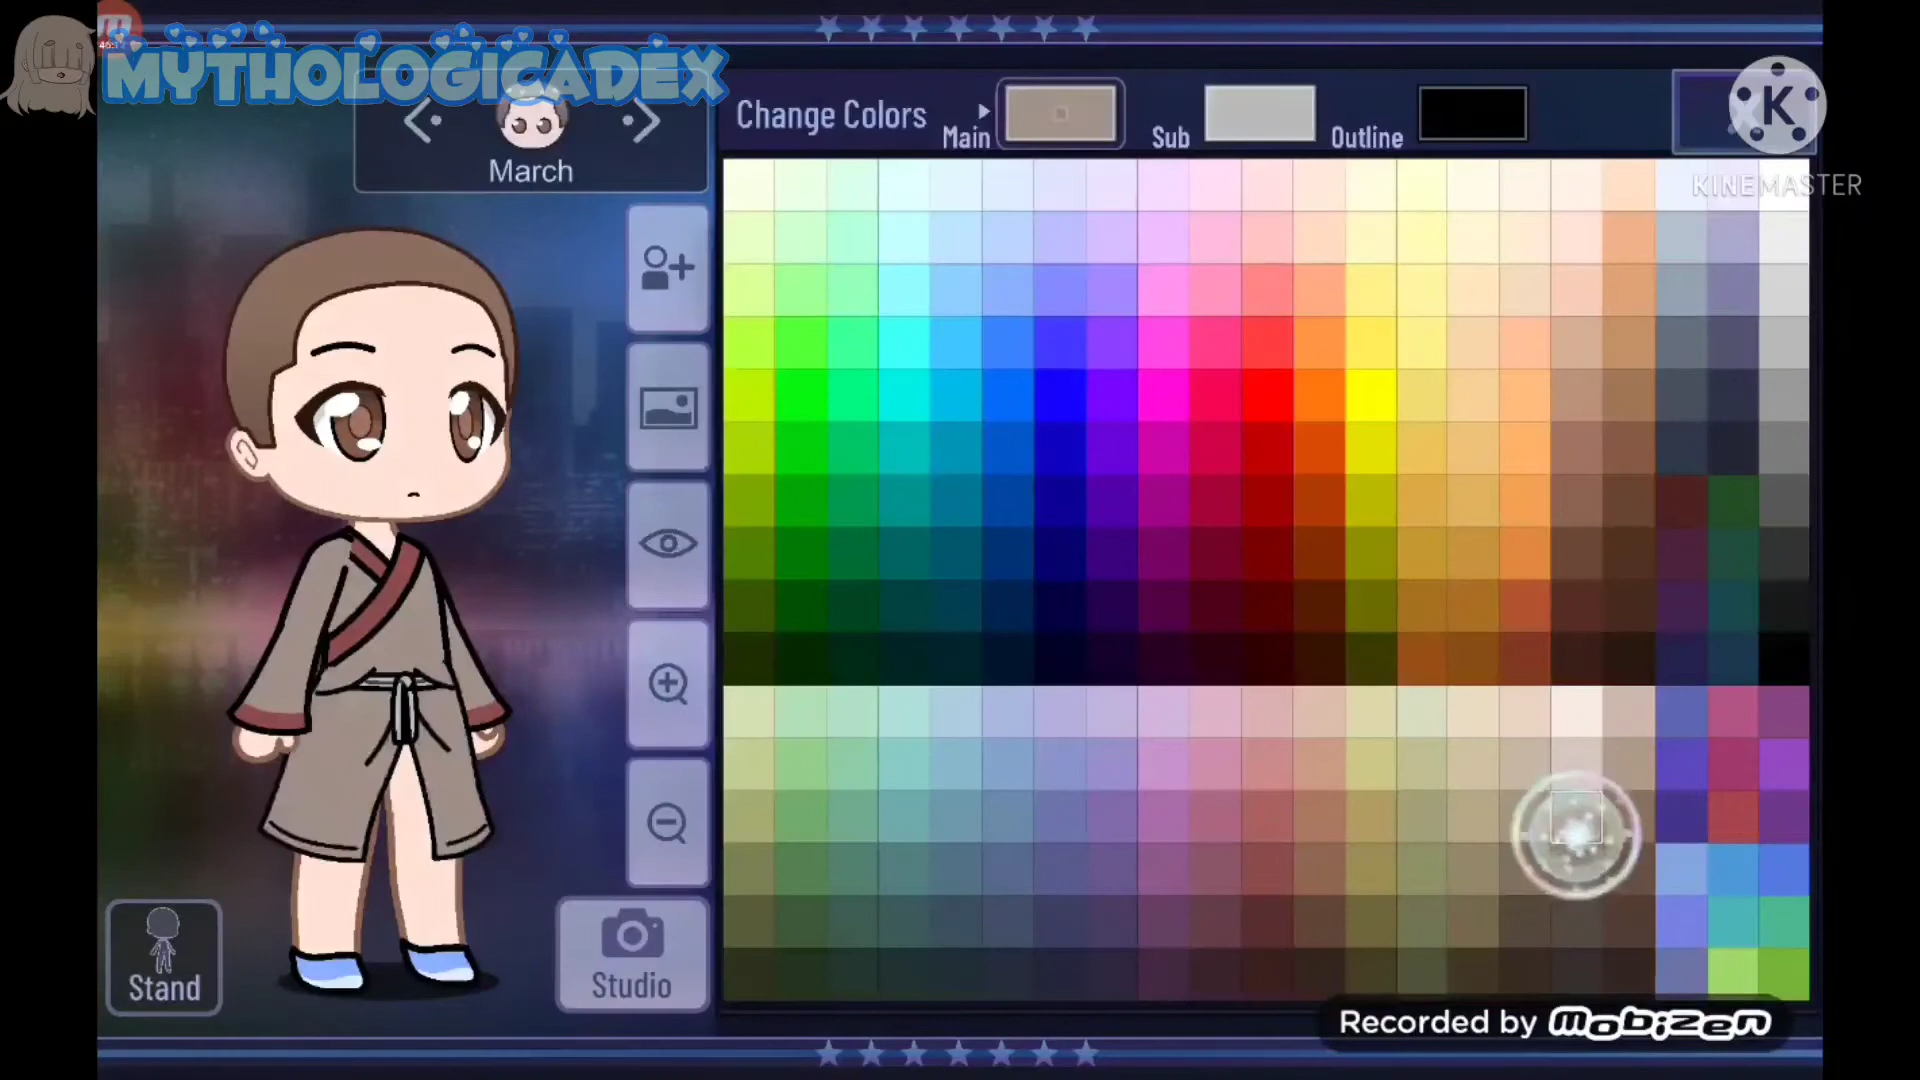 MYTHOLOGICADEX
March
Change Colors
Main
Sub
Outline
K
KINEMASTER
Stand
Studio
Recorded by mobizen